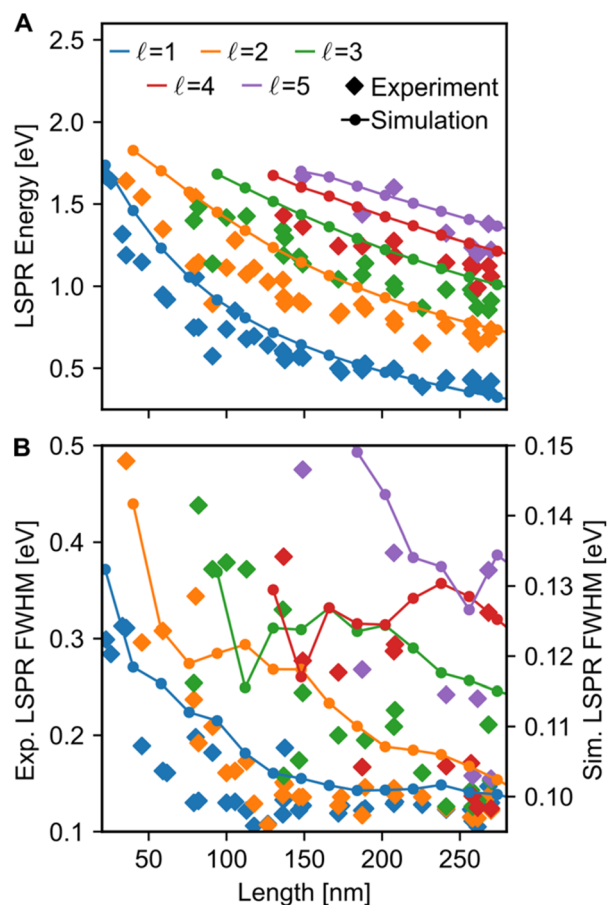 A
2.5
2.0
1.5
1.0
0.5
LSPR Energy [eV]
ℓ=1 ℓ=2 ℓ=3
ℓ=4 ℓ=5
Experiment
Simulation
B
0.5
0.4
0.3
0.2
0.1
Exp. LSPR FWHM [eV]
0.15
0.14
0.13
0.12
0.11
0.10
Sim. LSPR FWHM [eV]
50 100 150 200 250
Length [nm]